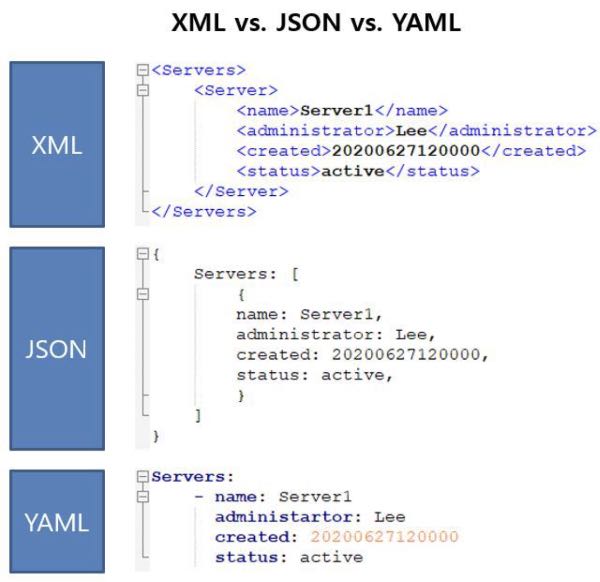 XML vs. JSON vs. YAML
XML
<Servers>
<Server>
<name>Server1</name>
<administrator>Lee</administrator>
<created>20200627120000</created>
<status>active</status>
</Server>
</Servers>
JSON
{
Servers: [
{
name: Server1,
administrator: Lee,
created: 20200627120000,
status: active,
}
]
}
YAML
Servers:
- name: Server1
administartor: Lee
created: 20200627120000
status: active